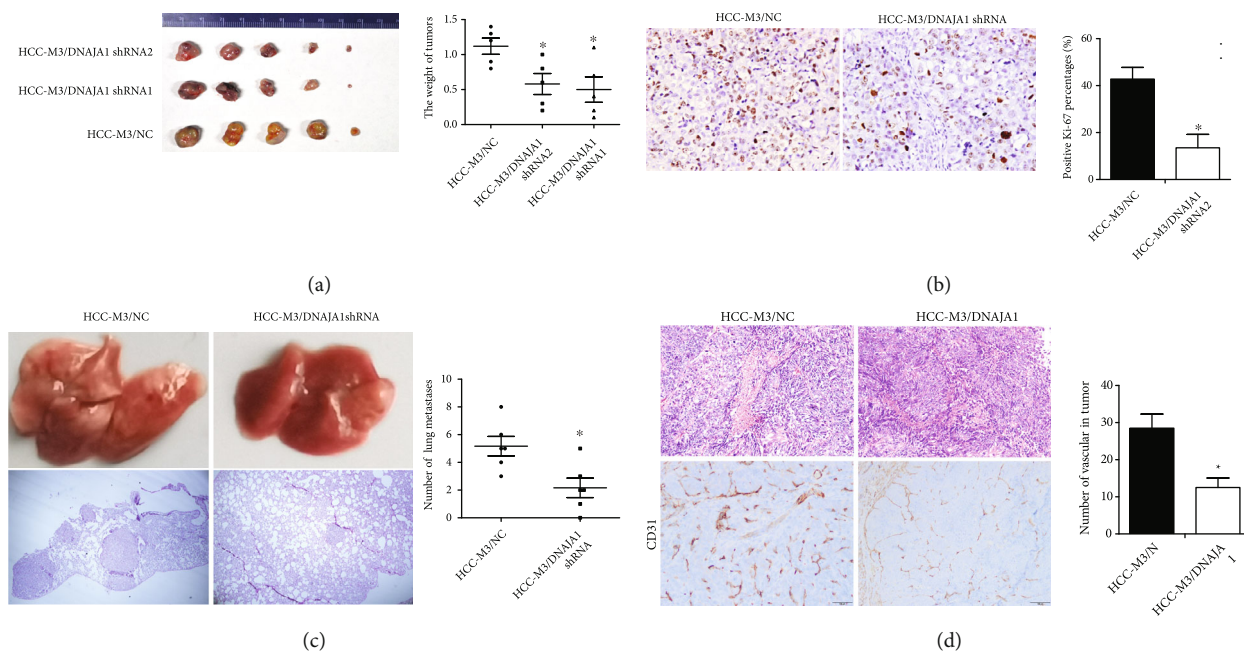 HCC-M3/DNAJA1 shRNA2
HCC-M3/DNAJA1 shRNA1
HCC-M3/NC
The weight of tumors
1.5
1.0
0.5
0.0
*
*
HCC-M3/NC
HCC-M3/DNAJA1
shRNA2
HCC-M3/DNAJA1
shRNA1
(a)
HCC-M3/NC
HCC-M3/DNAJA1 shRNA
Positive Ki-67 percentages (%)
60
40
20
0
*
HCC-M3/NC
HCC-M3/DNAJA1
shRNA2
(b)
HCC-M3/NC
HCC-M3/DNAJA1shRNA
Number of lung metastases
10
8
6
4
2
0
*
HCC-M3/NC
HCC-M3/DNAJA1
shRNA
(c)
HCC-M3/NC
HCC-M3/DNAJA1
CD31
Number of vascular in tumor
40
30
20
10
0
*
HCC-M3/N
HCC-M3/DNAJA
1
(d)